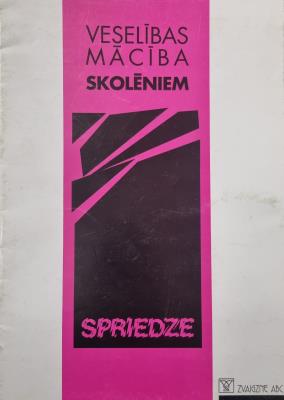 VESELĪBAS
MĀCĪBA
SKOLĒNIEM
SPRIEDZE
ZVAIGZNE ABC